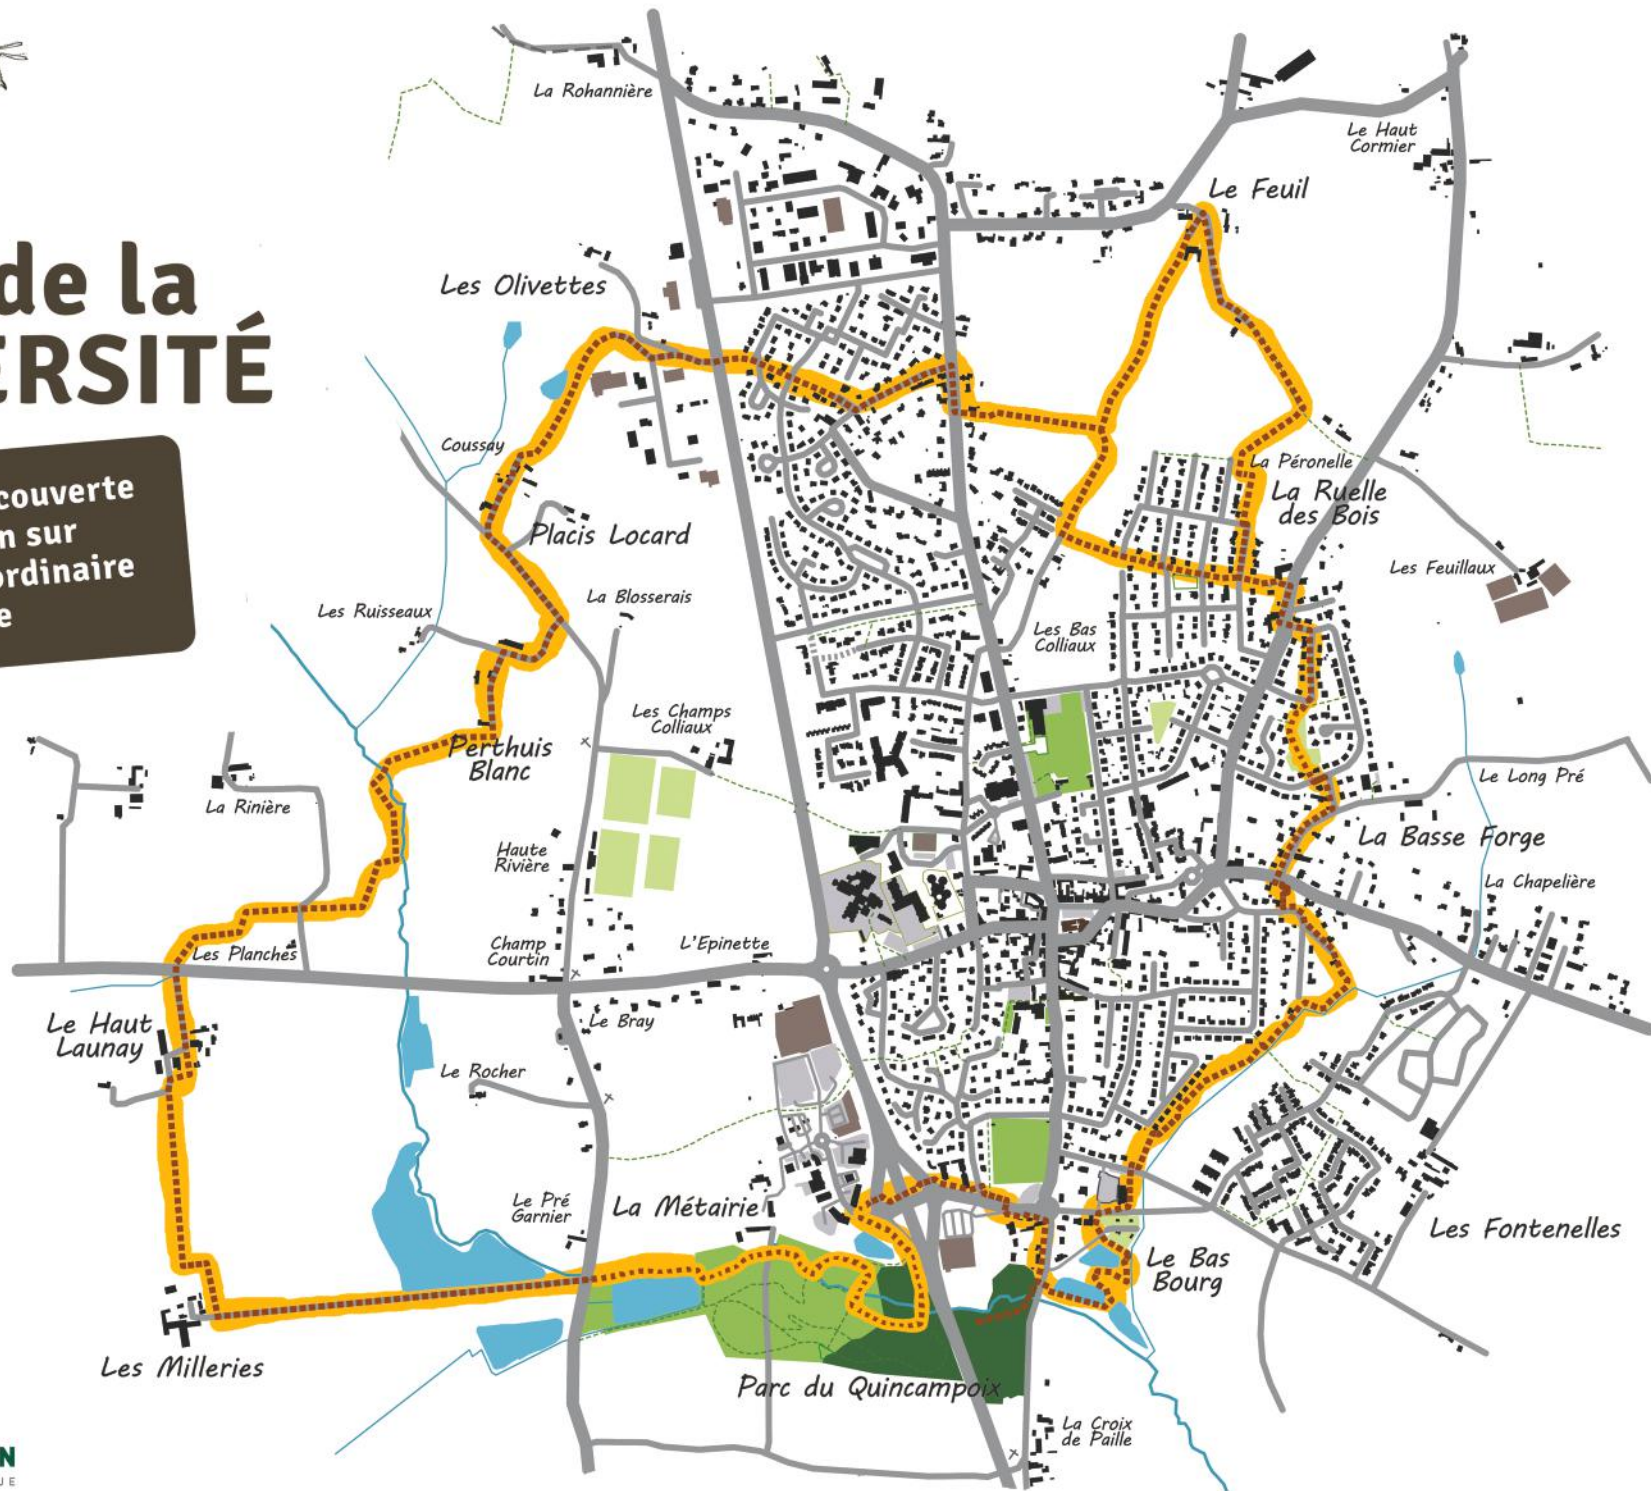 de la
ERSITÉ
couverte
n sur
ordinaire
e
La Rohannière
Le Haut
Cormier
Le Feuil
Les Olivettes
Coussay
La Péronelle
La Ruelle
des Bois
Placis Locard
Les Feuillaux
La Blosserais
Les Ruisseaux
Les Bas
Colliaux
Les Champs
Colliaux
Perthuis
Blanc
Le Long Pré
La Rinière
La Basse Forge
Haute
Rivière
La Chapelière
Champ
Courtin
L'Epinette
Les Planches
Le Haut
Launay
Le Bray
Le Rocher
Le Pré
Garnier
La Métairie
Les Fontenelles
Le Bas
Bourg
Les Milleries
Parc du Quincampoix
La Croix
de Paille
N
UE